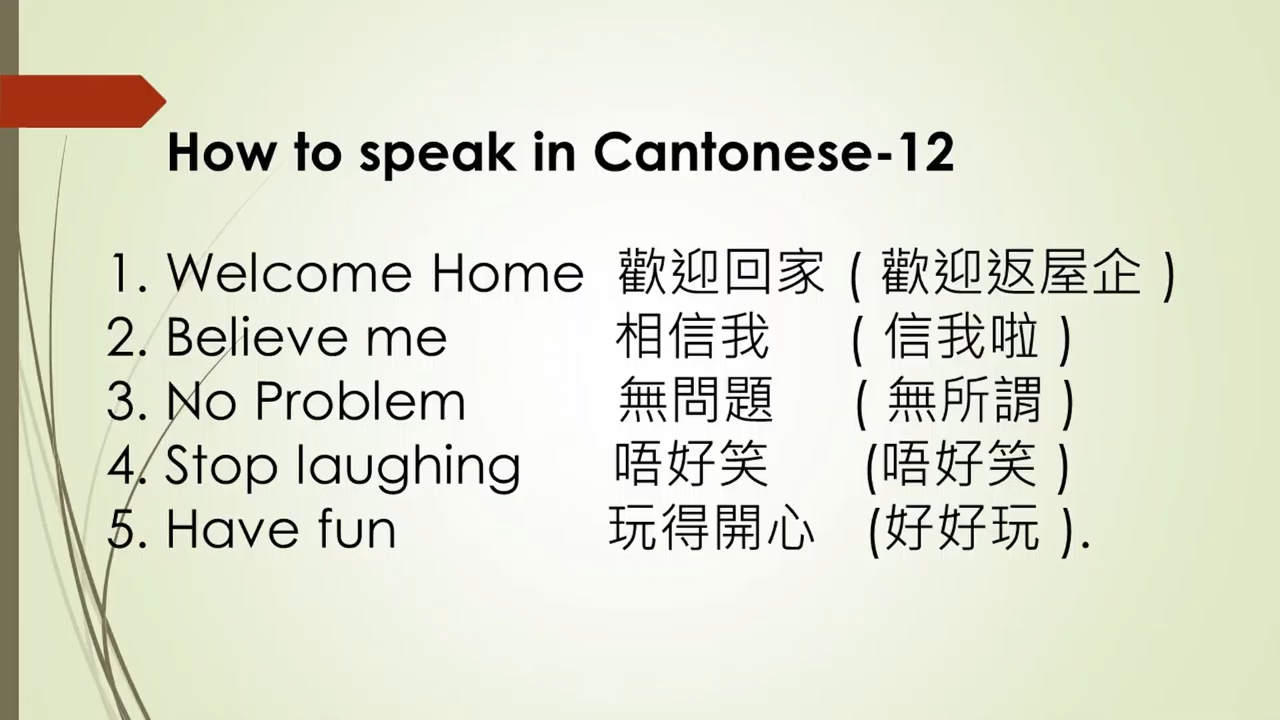 How to speak in Cantonese-12
1. Welcome Home 歡迎回家 ( 歡迎返屋企 )
2. Believe me 相信我 ( 信我啦 )
3. No Problem 無問題 ( 無所謂 )
4. Stop laughing 唔好笑 (唔好笑 )
5. Have fun 玩得開心 (好好玩 ).